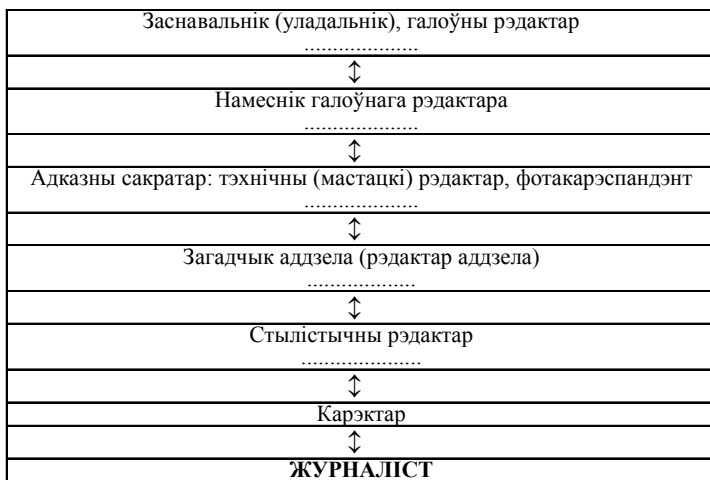 Заснавальнік (уладальнік), галоўны рэдактар
....................
↕
Намеснік галоўнага рэдактара
....................
↕
Адказны сакратар: тэхнічны (мастацкі) рэдактар, фотакарэспандэнт
....................
↕
Загадчык аддзела (рэдактар аддзела)
...................
↕
Стылістычны рэдактар
.....................
↕
Карэктар
↕
ЖУРНАЛІСТ